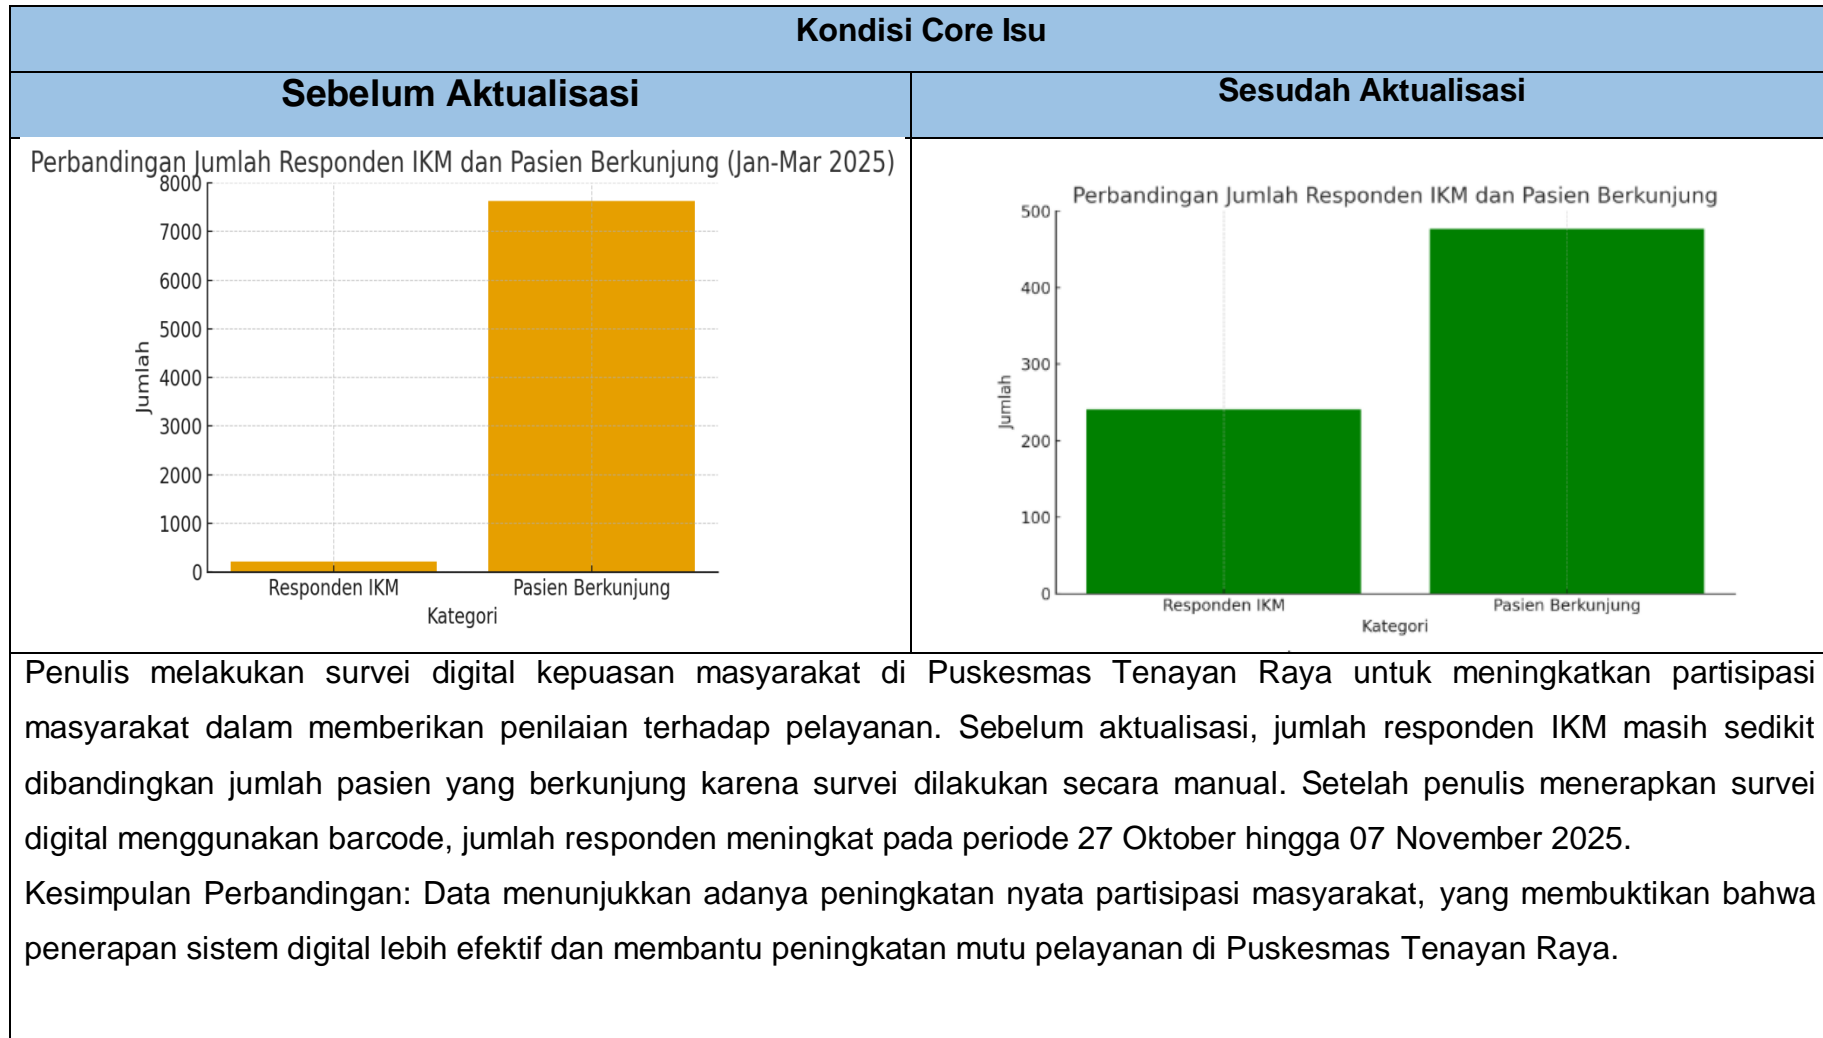 Kondisi Core Isu
Sebelum Aktualisasi
Sesudah Aktualisasi
Perbandingan Jumlah Responden IKM dan Pasien Berkunjung (Jan-Mar 2025)
8000
7000
6000
5000
4000
3000
2000
1000
0
Jumlah
Responden IKM
Pasien Berkunjung
Kategori
Perbandingan Jumlah Responden IKM dan Pasien Berkunjung
500
400
300
200
100
0
Jumlah
Responden IKM
Pasien Berkunjung
Kategori
Penulis melakukan survei digital kepuasan masyarakat di Puskesmas Tenayan Raya untuk meningkatkan partisipasi
masyarakat dalam memberikan penilaian terhadap pelayanan. Sebelum aktualisasi, jumlah responden IKM masih sedikit
dibandingkan jumlah pasien yang berkunjung karena survei dilakukan secara manual. Setelah penulis menerapkan survei
digital menggunakan barcode, jumlah responden meningkat pada periode 27 Oktober hingga 07 November 2025.
Kesimpulan Perbandingan: Data menunjukkan adanya peningkatan nyata partisipasi masyarakat, yang membuktikan bahwa
penerapan sistem digital lebih efektif dan membantu peningkatan mutu pelayanan di Puskesmas Tenayan Raya.